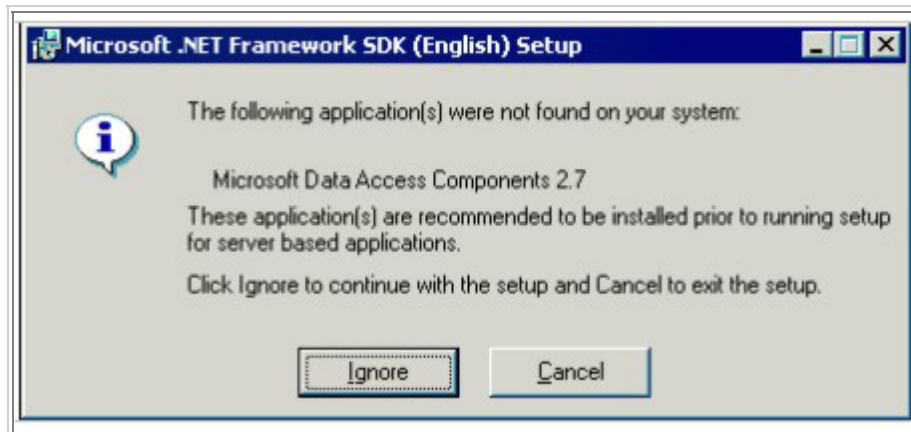 Microsoft .NET Framework SDK (English) Setup
The following application(s) were not found on your system:
Microsoft Data Access Components 2.7
These application(s) are recommended to be installed prior to running setup
for server based applications.
Click Ignore to continue with the setup and Cancel to exit the setup.
Ignore
Cancel